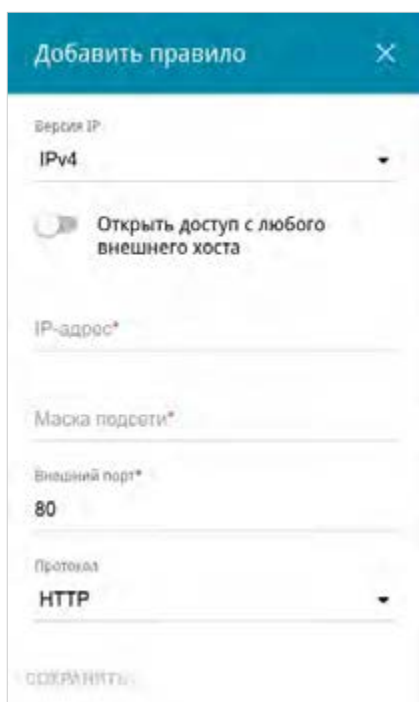 Добавить правило
Версия IP
IPv4
Открыть доступ с любого
внешнего хоста
IP-адрес*
Маска подсети*
Внешний порт*
80
Протокол
HTTP
СОХРАНИТЬ